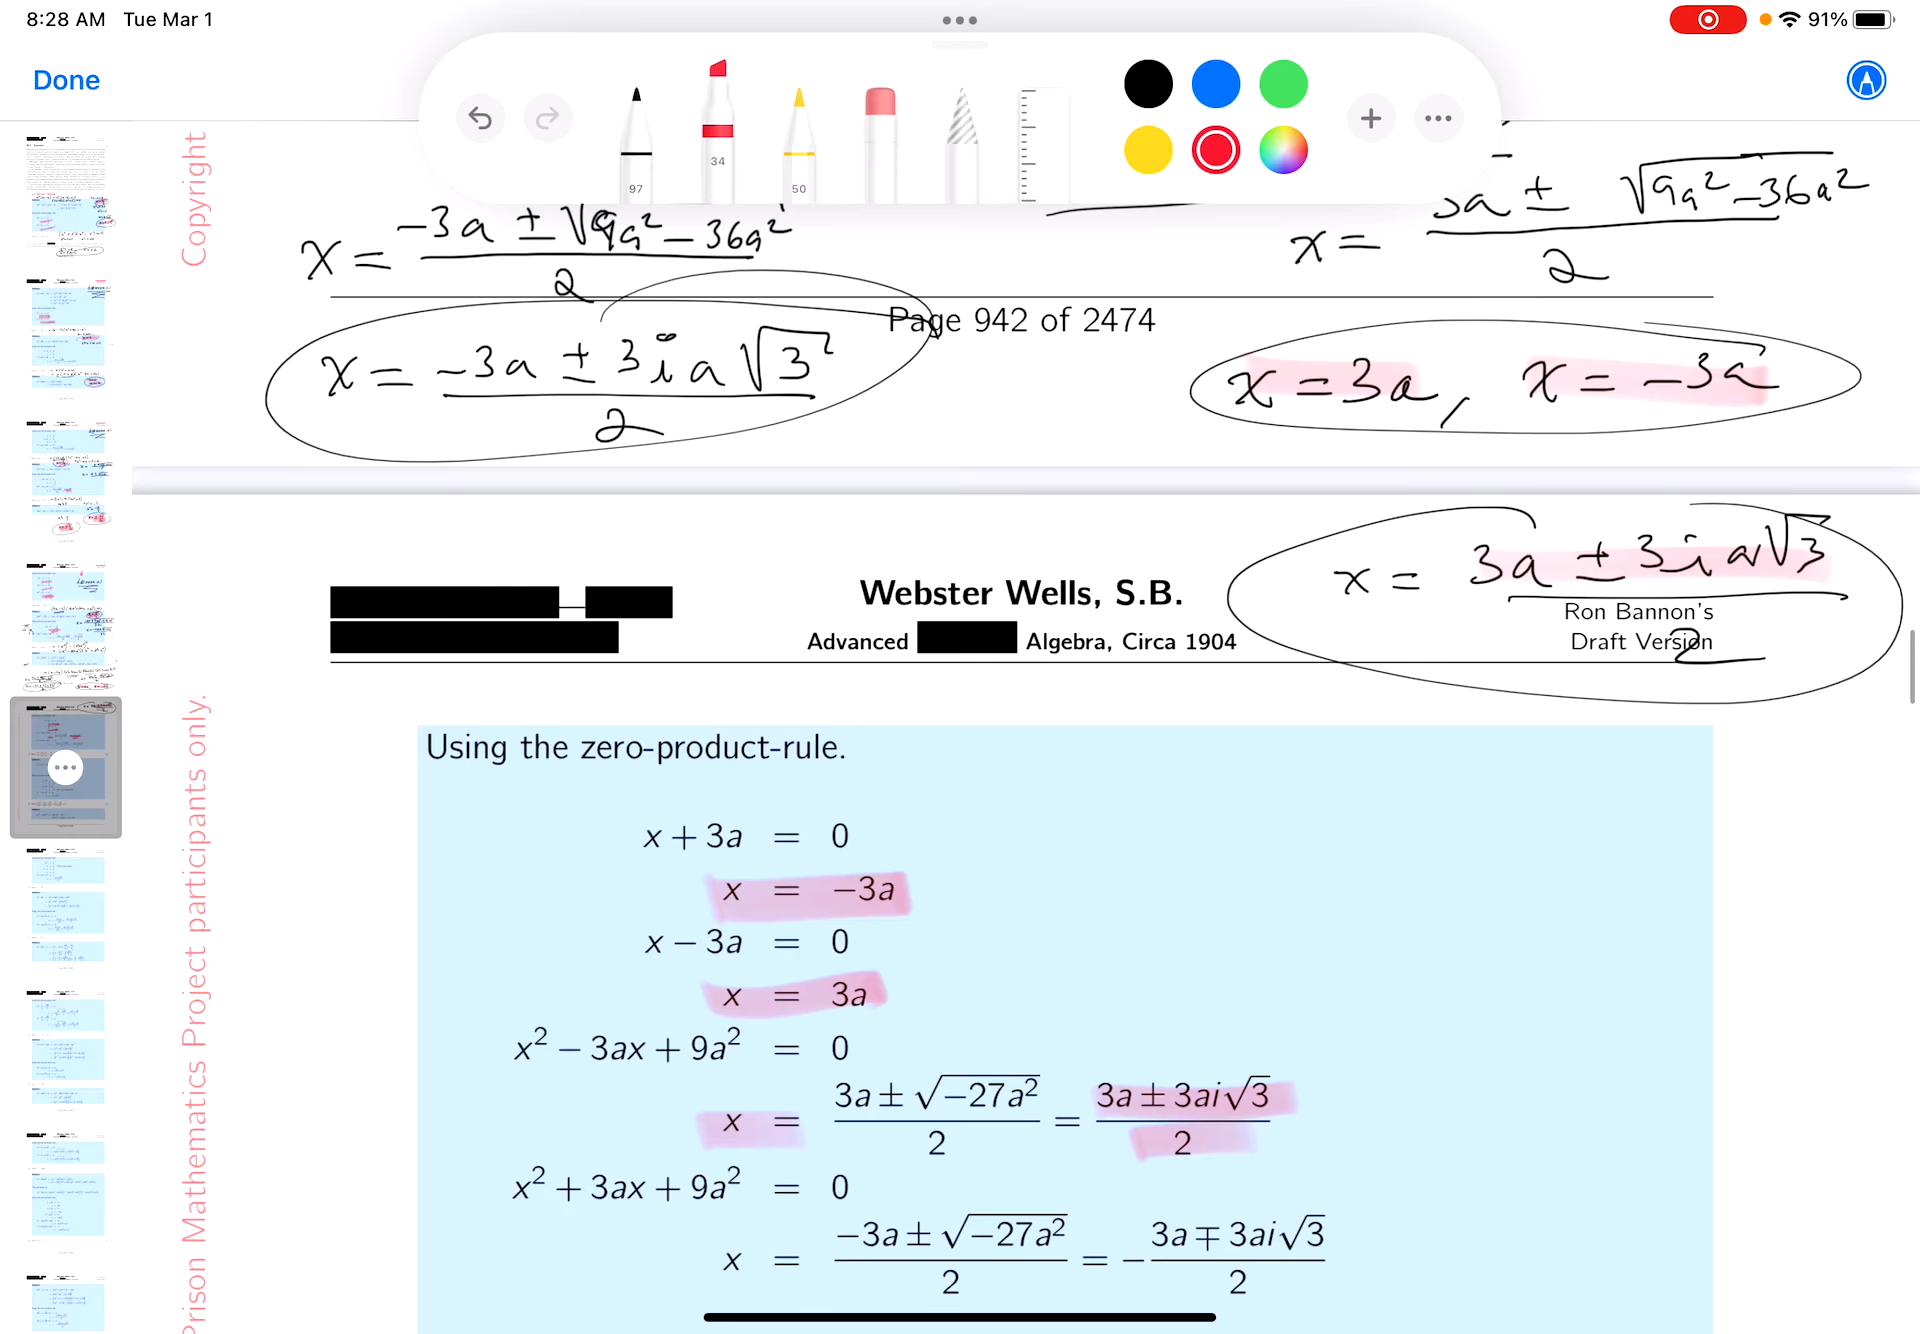 8:28 AM Tue Mar 1
91%
Done
97
34
50
Copyright
x = -3a ± √9a² - 36a² / 2
x = 3a ± √9a² - 36a² / 2
Page 942 of 2474
x = -3a ± 3ia√3 / 2
x = 3a, x = -3a
x = 3a ± 3ia√3 / 2
Webster Wells, S.B.
Ron Bannon's
Advanced Algebra, Circa 1904
Draft Version
Prison Mathematics Project participants only.
Using the zero-product-rule.
x + 3a = 0
x = −3a
x − 3a = 0
x = 3a
x² − 3ax + 9a² = 0
x = 3a ± √−27a² / 2 = 3a ± 3ai√3 / 2
x² + 3ax + 9a² = 0
x = −3a ± √−27a² / 2 = − 3a ∓ 3ai√3 / 2